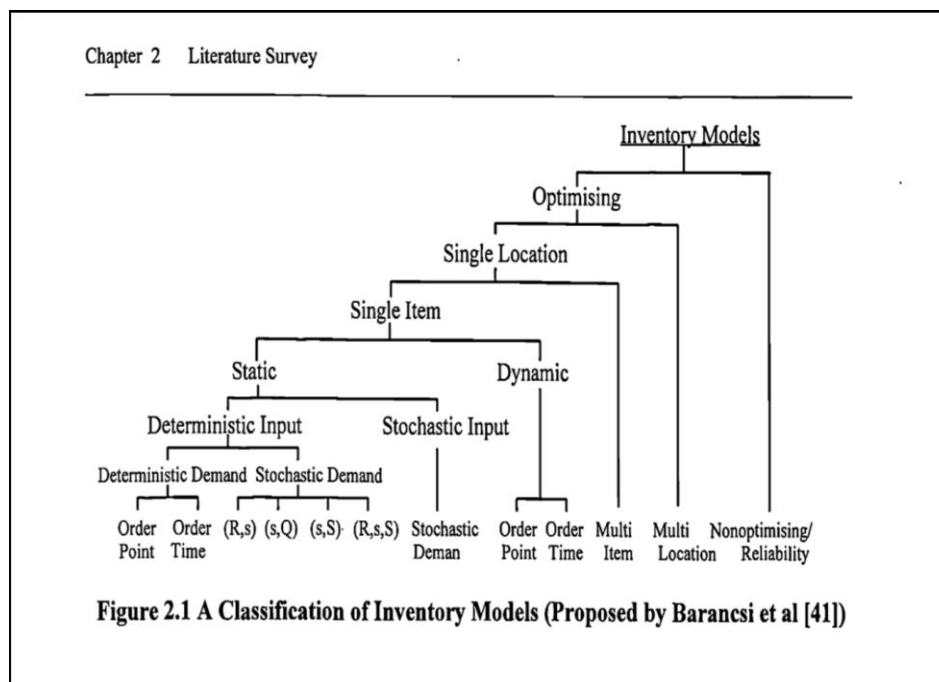 Chapter 2 Literature Survey
Inventory Models
Optimising
Single Location
Single Item
Static Dynamic
Deterministic Input Stochastic Input
Deterministic Demand Stochastic Demand
Order Order (R,s) (s,Q) (s,S) (R,s,S) Stochastic Order Order Multi Multi Nonoptimising/
Point Time Deman Point Time Item Location Reliability
Figure 2.1 A Classification of Inventory Models (Proposed by Barancsi et al [41])